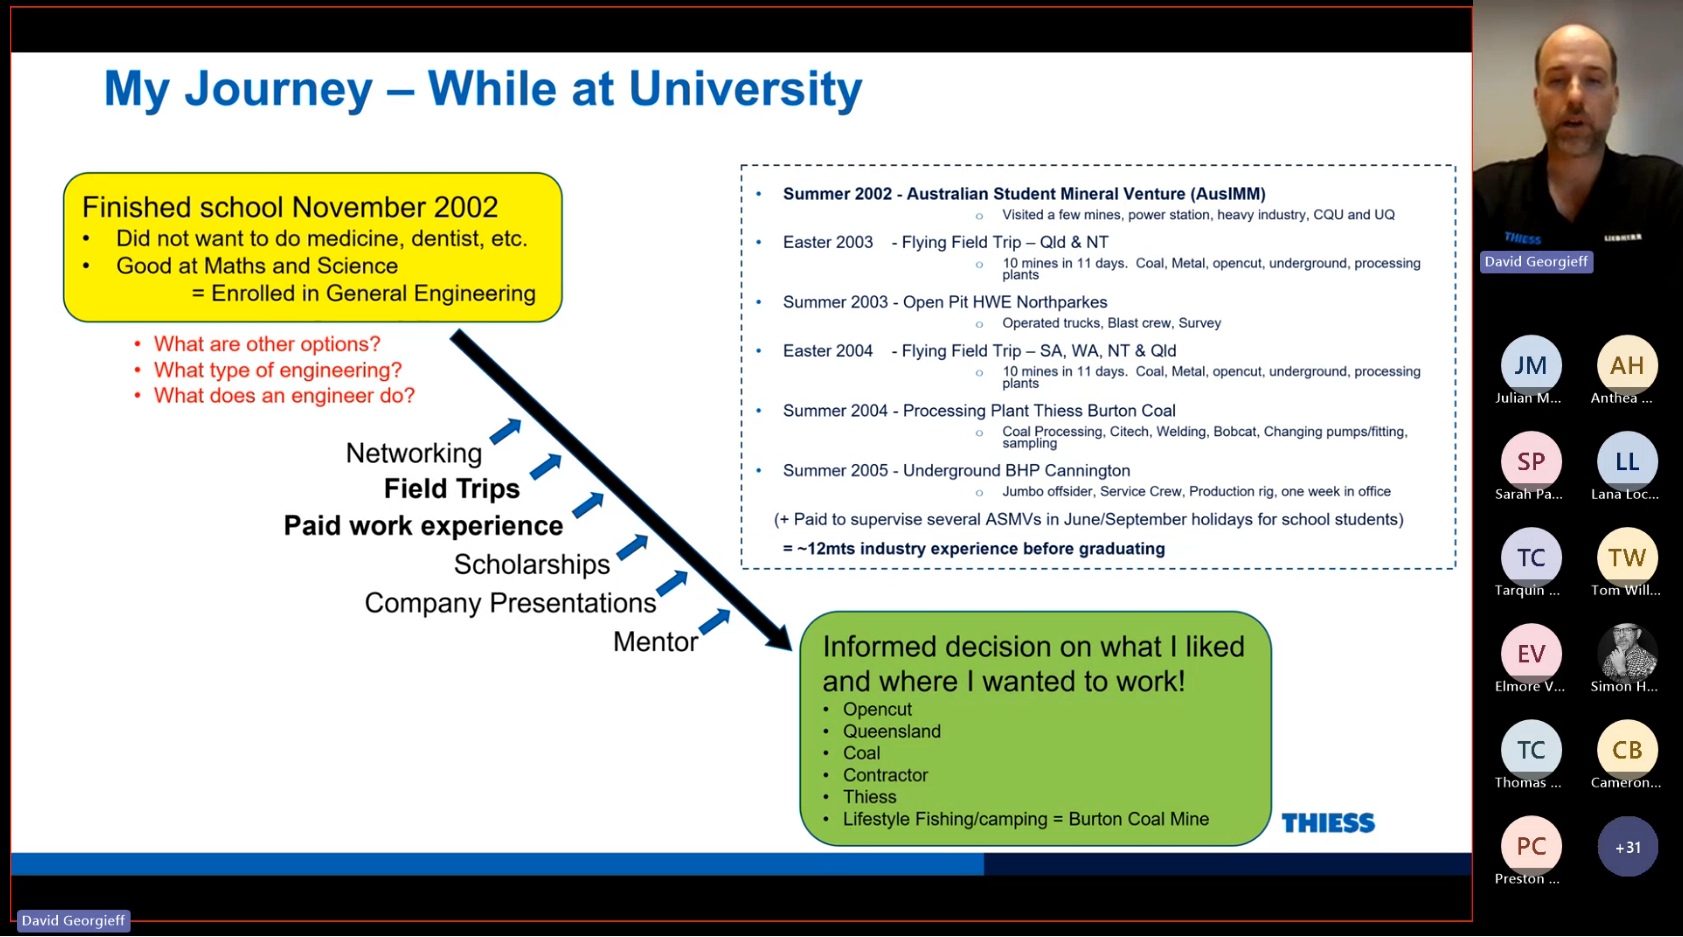 My Journey – While at University
Finished school November 2002
• Did not want to do medicine, dentist, etc.
• Good at Maths and Science
= Enrolled in General Engineering
• What are other options?
• What type of engineering?
• What does an engineer do?
Networking
Field Trips
Paid work experience
Scholarships
Company Presentations
Mentor
• Summer 2002 - Australian Student Mineral Venture (AusIMM)
o Visited a few mines, power station, heavy industry, CQU and UQ
• Easter 2003 - Flying Field Trip – Qld & NT
o 10 mines in 11 days. Coal, Metal, opencut, underground, processing
plants
• Summer 2003 - Open Pit HWE Northparkes
o Operated trucks, Blast crew, Survey
• Easter 2004 - Flying Field Trip – SA, WA, NT & Qld
o 10 mines in 11 days. Coal, Metal, opencut, underground, processing
plants
• Summer 2004 - Processing Plant Thiess Burton Coal
o Coal Processing, Citech, Welding, Bobcat, Changing pumps/fitting,
sampling
• Summer 2005 - Underground BHP Cannington
o Jumbo offsider, Service Crew, Production rig, one week in office
(+ Paid to supervise several ASMVs in June/September holidays for school students)
= ~12mts industry experience before graduating
Informed decision on what I liked
and where I wanted to work!
• Opencut
• Queensland
• Coal
• Contractor
• Thiess
• Lifestyle Fishing/camping = Burton Coal Mine
THIESS
David Georgieff
THIESS
LIEBHERR
David Georgieff
JM
Julian M...
AH
Anthea ...
SP
Sarah Pa...
LL
Lana Loc...
TC
Tarquin ...
TW
Tom Will...
EV
Elmore V...
Simon H...
TC
Thomas ...
CB
Cameron...
PC
Preston ...
+31